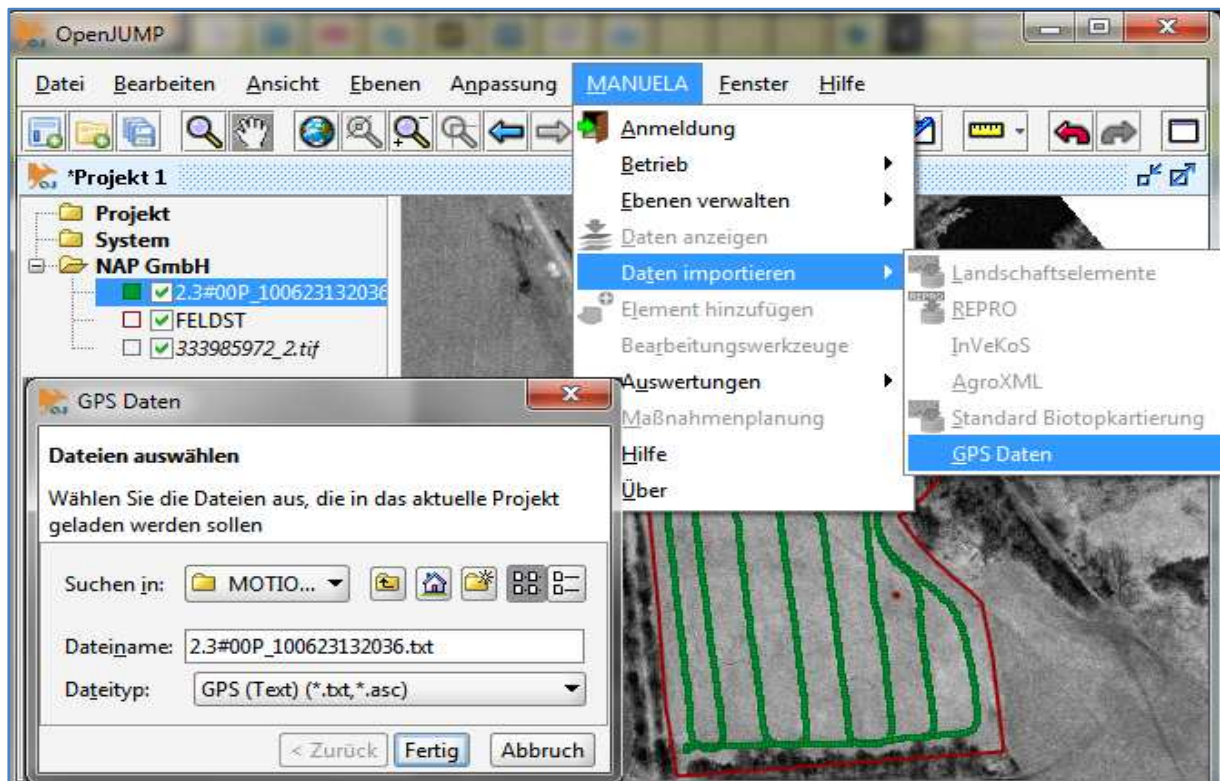 OpenJUMP
Datei Bearbeiten Ansicht Ebenen Anpassung MANUELA Fenster Hilfe
*Projekt 1
Projekt
System
NAP GmbH
2.3#00P_100623132036
FELDST
333985972_2.tif
Anmeldung
Betrieb
Ebenen verwalten
Daten anzeigen
Daten importieren
Element hinzufügen
Bearbeitungswerkzeuge
Auswertungen
Maßnahmenplanung
Hilfe
Über
Landschaftselemente
REPRO
InVeKoS
AgroXML
Standard Biotopkartierung
GPS Daten
GPS Daten
Dateien auswählen
Wählen Sie die Dateien aus, die in das aktuelle Projekt
geladen werden sollen
Suchen in: MOTIO...
Dateiname: 2.3#00P_100623132036.txt
Dateityp: GPS (Text) (*.txt,*.asc)
< Zurück Fertig Abbruch